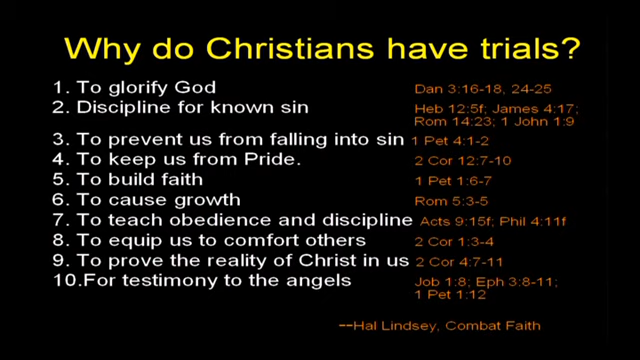 Why do Christians have trials?
1. To glorify God Dan 3:16-18, 24-25
2. Discipline for known sin Heb 12:5f; James 4:17;
Rom 14:23; 1 John 1:9
3. To prevent us from falling into sin 1 Pet 4:1-2
4. To keep us from Pride. 2 Cor 12:7-10
5. To build faith 1 Pet 1:6-7
6. To cause growth Rom 5:3-5
7. To teach obedience and discipline Acts 9:15f; Phil 4:11f
8. To equip us to comfort others 2 Cor 1:3-4
9. To prove the reality of Christ in us 2 Cor 4:7-11
10.For testimony to the angels Job 1:8; Eph 3:8-11;
1 Pet 1:12
--Hal Lindsey, Combat Faith